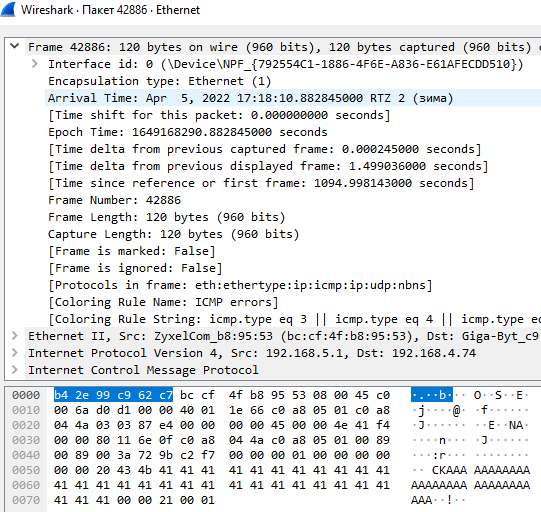 Wireshark · Пакет 42886 · Ethernet
Frame 42886: 120 bytes on wire (960 bits), 120 bytes captured (960 bits)
Interface id: 0 (\Device\NPF_{792554C1-1886-4F6E-A836-E61AFECDD510})
Encapsulation type: Ethernet (1)
Arrival Time: Apr  5, 2022 17:18:10.882845000 RTZ 2 (зима)
[Time shift for this packet: 0.000000000 seconds]
Epoch Time: 1649168290.882845000 seconds
[Time delta from previous captured frame: 0.000245000 seconds]
[Time delta from previous displayed frame: 1.499036000 seconds]
[Time since reference or first frame: 1094.998143000 seconds]
Frame Number: 42886
Frame Length: 120 bytes (960 bits)
Capture Length: 120 bytes (960 bits)
[Frame is marked: False]
[Frame is ignored: False]
[Protocols in frame: eth:ethertype:ip:icmp:ip:udp:nbns]
[Coloring Rule Name: ICMP errors]
[Coloring Rule String: icmp.type eq 3 || icmp.type eq 4 || icmp.type eq
Ethernet II, Src: ZyxelCom_b8:95:53 (bc:cf:4f:b8:95:53), Dst: Giga-Byt_c9
Internet Protocol Version 4, Src: 192.168.5.1, Dst: 192.168.4.74
Internet Control Message Protocol
0000 b4 2e 99 c9 62 c7 bc cf 4f b8 95 53 08 00 45 c0 ·.··b··· O··S··E·
0010 00 6a d0 d1 00 00 40 01 1e 66 c0 a8 05 01 c0 a8 ·j····@· ·f······
0020 04 4a 03 03 87 e4 00 00 00 00 45 00 00 4e 41 f4 ·J······ ··E··NA·
0030 00 00 80 11 6e 0f c0 a8 04 4a c0 a8 05 01 00 89 ····n··· ·J······
0040 00 89 00 3a 72 9b c2 f7 00 00 00 01 00 00 00 00 ···:r··· ········
0050 00 00 20 43 4b 41 41 41 41 41 41 41 41 41 41 41 ·· CKAAA AAAAAAAA
0060 41 41 41 41 41 41 41 41 41 41 41 41 41 41 41 41 AAAAAAAA AAAAAAAA
0070 41 41 41 00 00 21 00 01 AAA··!··